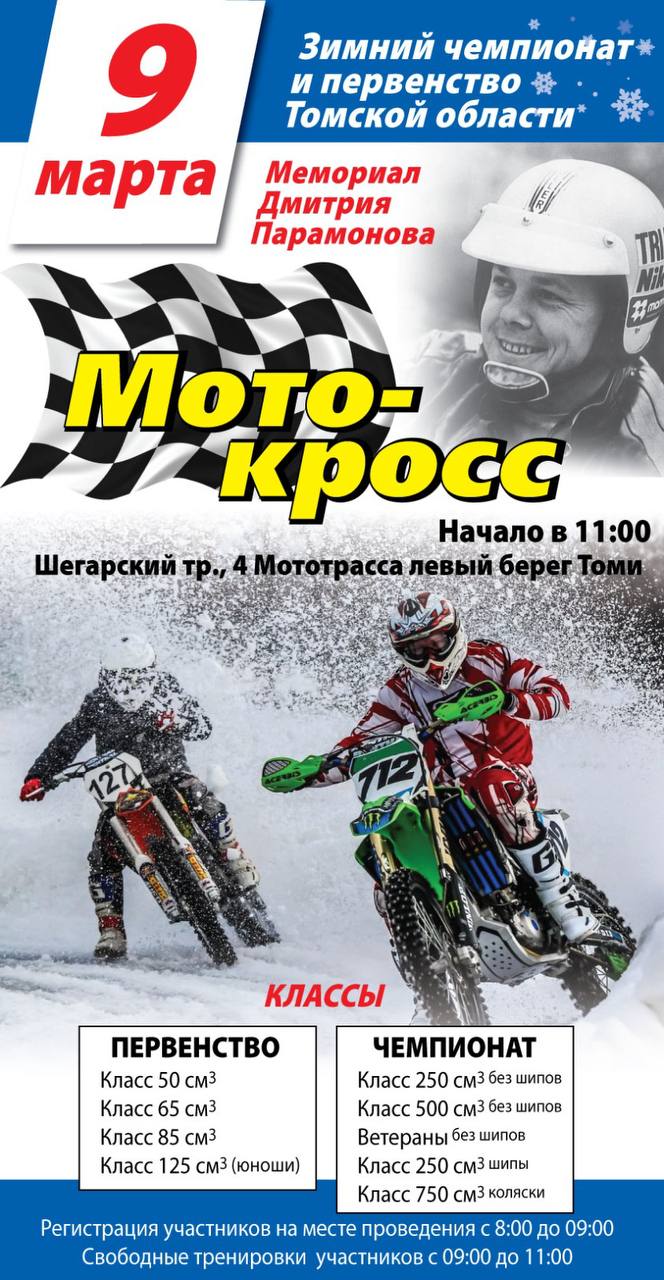 9
марта
Зимний чемпионат
и первенство
Томской области
Мемориал
Дмитрия
Парамонова
Мото-
кросс
Начало в 11:00
Шегарский тр., 4 Мототрасса левый берег Томи
127
712
ACERBIS
ACERBIS
КЛАССЫ
ПЕРВЕНСТВО
Класс 50 см3
Класс 65 см3
Класс 85 см3
Класс 125 см3 (юноши)
ЧЕМПИОНАТ
Класс 250 см3 без шипов
Класс 500 см3 без шипов
Ветераны без шипов
Класс 250 см3 шипы
Класс 750 см3 коляски
Регистрация участников на месте проведения с 8:00 до 09:00
Свободные тренировки участников с 09:00 до 11:00